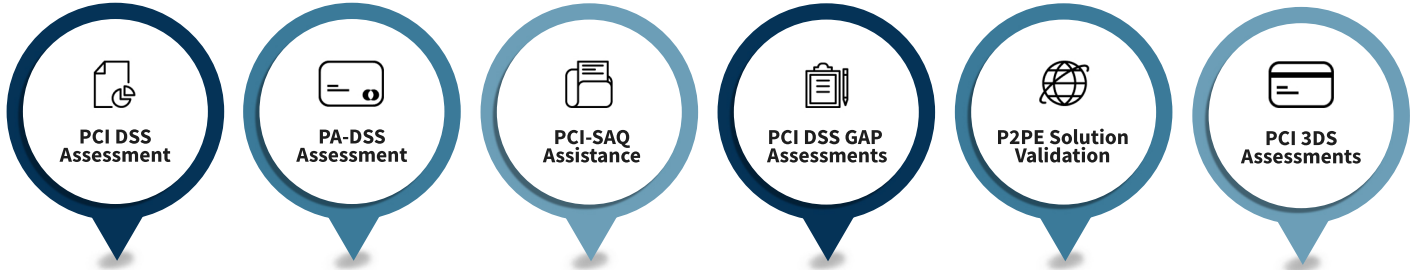 PCI DSS
Assessment
PA-DSS
Assessment
PCI-SAQ
Assistance
PCI DSS GAP
Assessments
P2PE Solution
Validation
PCI 3DS
Assessments